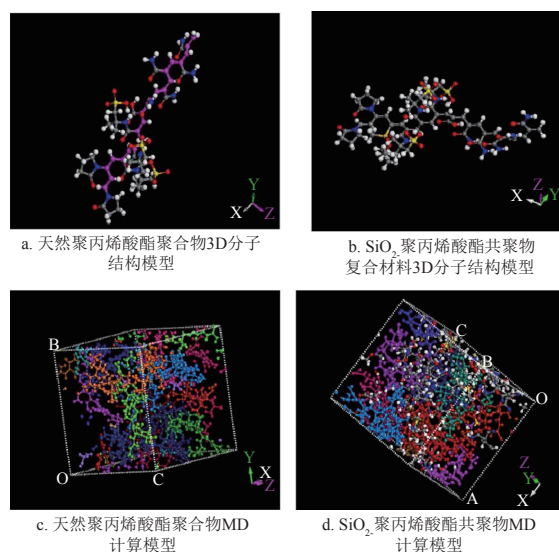 Y
X
Z
a. 天然聚丙烯酸酯聚合物3D分子
结构模型
Z
X
Y
b. SiO₂-聚丙烯酸酯共聚物
复合材料3D分子结构模型
B
O
C
Y
X
Z
c. 天然聚丙烯酸酯聚合物MD
计算模型
C
B
O
A
Z
Y
X
d. SiO₂-聚丙烯酸酯共聚物MD
计算模型